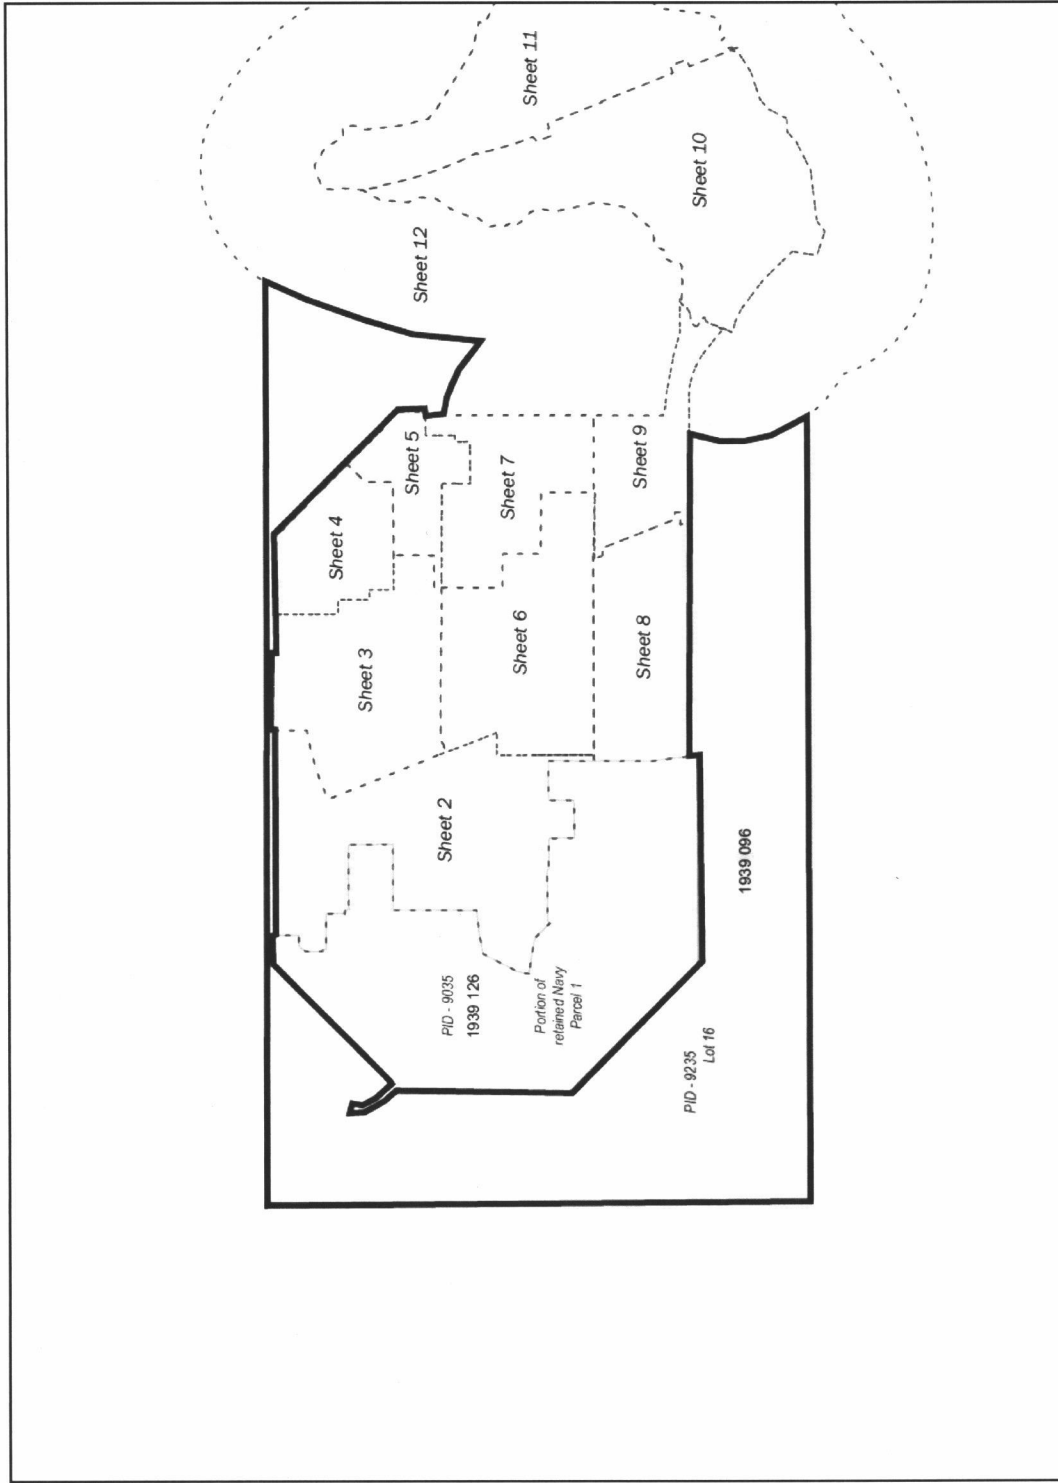 Sheet 11
Sheet 10
Sheet 12
Sheet 5
Sheet 9
Sheet 7
Sheet 4
Sheet 6
Sheet 8
Sheet 3
Sheet 2
1939 096
PID - 9035
1939 126
Portion of
retained Navy
Parcel 1
PID - 9235
Lot 16